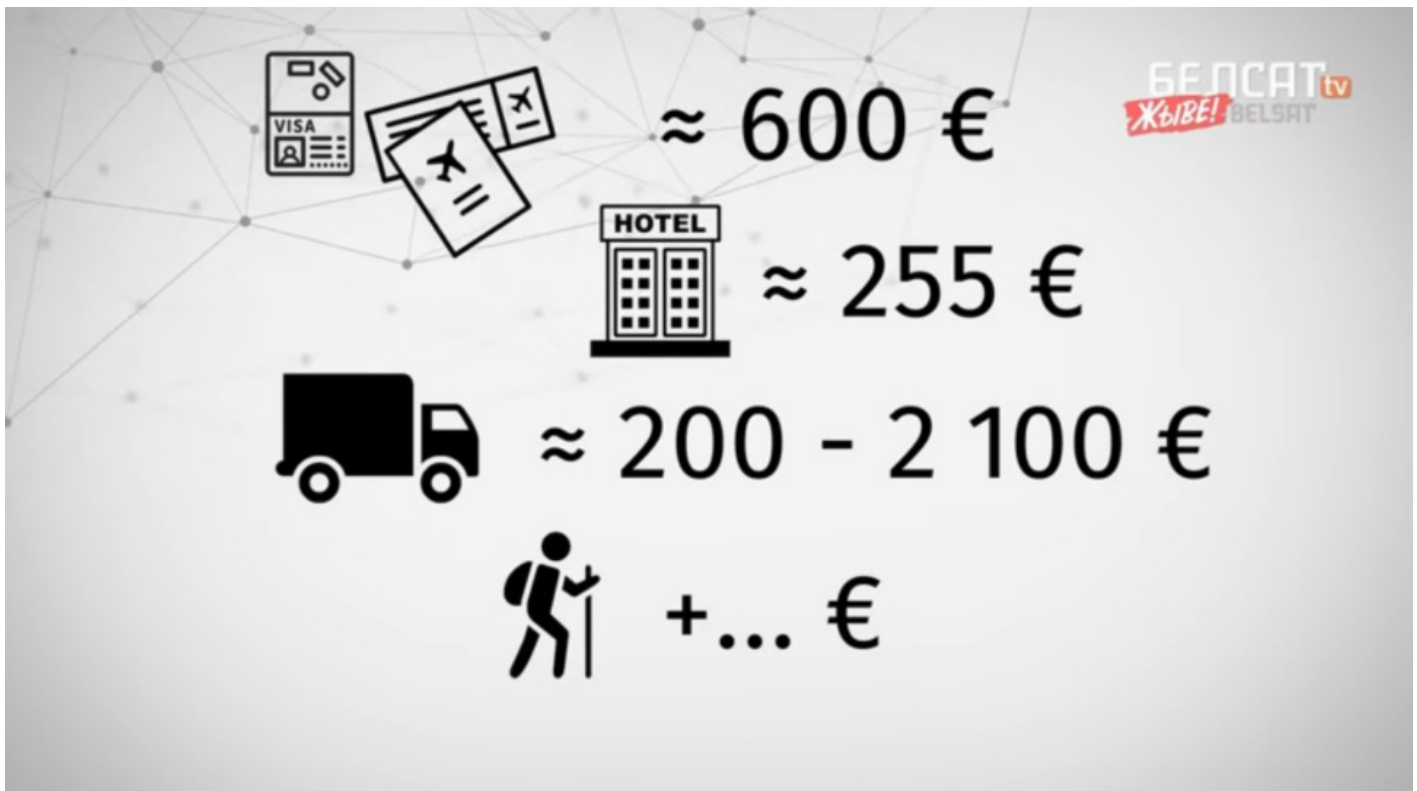 VISA
≈ 600 €
БЕЛСАТ tv
ЖЫВЕ! BELSAT
HOTEL
≈ 255 €
≈ 200 - 2 100 €
+... €